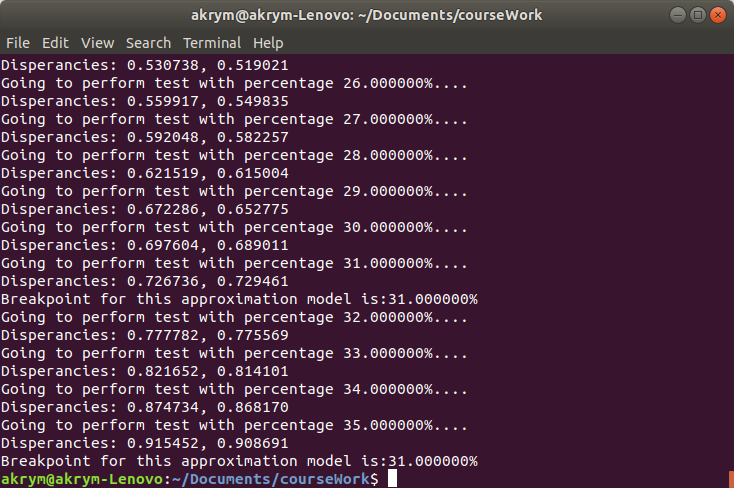 akrym@akrym-Lenovo: ~/Documents/courseWork
File Edit View Search Terminal Help
Disperancies: 0.530738, 0.519021
Going to perform test with percentage 26.000000%....
Disperancies: 0.559917, 0.549835
Going to perform test with percentage 27.000000%....
Disperancies: 0.592048, 0.582257
Going to perform test with percentage 28.000000%....
Disperancies: 0.621519, 0.615004
Going to perform test with percentage 29.000000%....
Disperancies: 0.672286, 0.652775
Going to perform test with percentage 30.000000%....
Disperancies: 0.697604, 0.689011
Going to perform test with percentage 31.000000%....
Disperancies: 0.726736, 0.729461
Breakpoint for this approximation model is:31.000000%
Going to perform test with percentage 32.000000%....
Disperancies: 0.777782, 0.775569
Going to perform test with percentage 33.000000%....
Disperancies: 0.821652, 0.814101
Going to perform test with percentage 34.000000%....
Disperancies: 0.874734, 0.868170
Going to perform test with percentage 35.000000%....
Disperancies: 0.915452, 0.908691
Breakpoint for this approximation model is:31.000000%
akrym@akrym-Lenovo:~/Documents/courseWork$